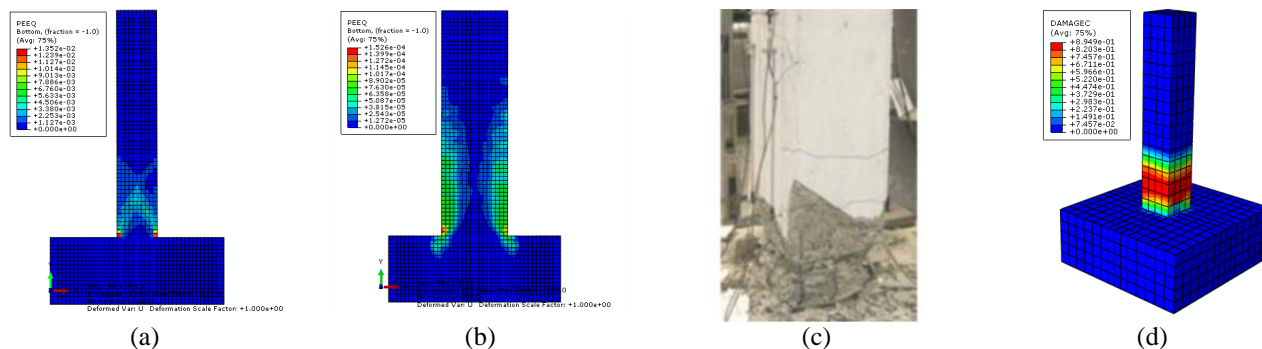 PEEQ
Bottom, (fraction = -1.0)
(Avg: 75%)
+1.352e-02
+1.239e-02
+1.127e-02
+1.014e-02
+9.013e-03
+7.886e-03
+6.760e-03
+5.633e-03
+4.506e-03
+3.380e-03
+2.253e-03
+1.127e-03
+0.000e+00
Y
Deformed Var: U Deformation Scale Factor: +1.000e+00
(a)
PEEQ
Bottom, (fraction = -1.0)
(Avg: 75%)
+1.526e-04
+1.399e-04
+1.272e-04
+1.145e-04
+1.017e-04
+8.902e-05
+7.630e-05
+6.358e-05
+5.087e-05
+3.815e-05
+2.543e-05
+1.272e-05
+0.000e+00
Y
Deformed Var: U Deformation Scale Factor: +1.000e+00
(b)
(c)
DAMAGEC
(Avg: 75%)
+8.949e-01
+8.203e-01
+7.457e-01
+6.711e-01
+5.966e-01
+5.220e-01
+4.474e-01
+3.729e-01
+2.983e-01
+2.237e-01
+1.491e-01
+7.457e-02
+0.000e+00
(d)